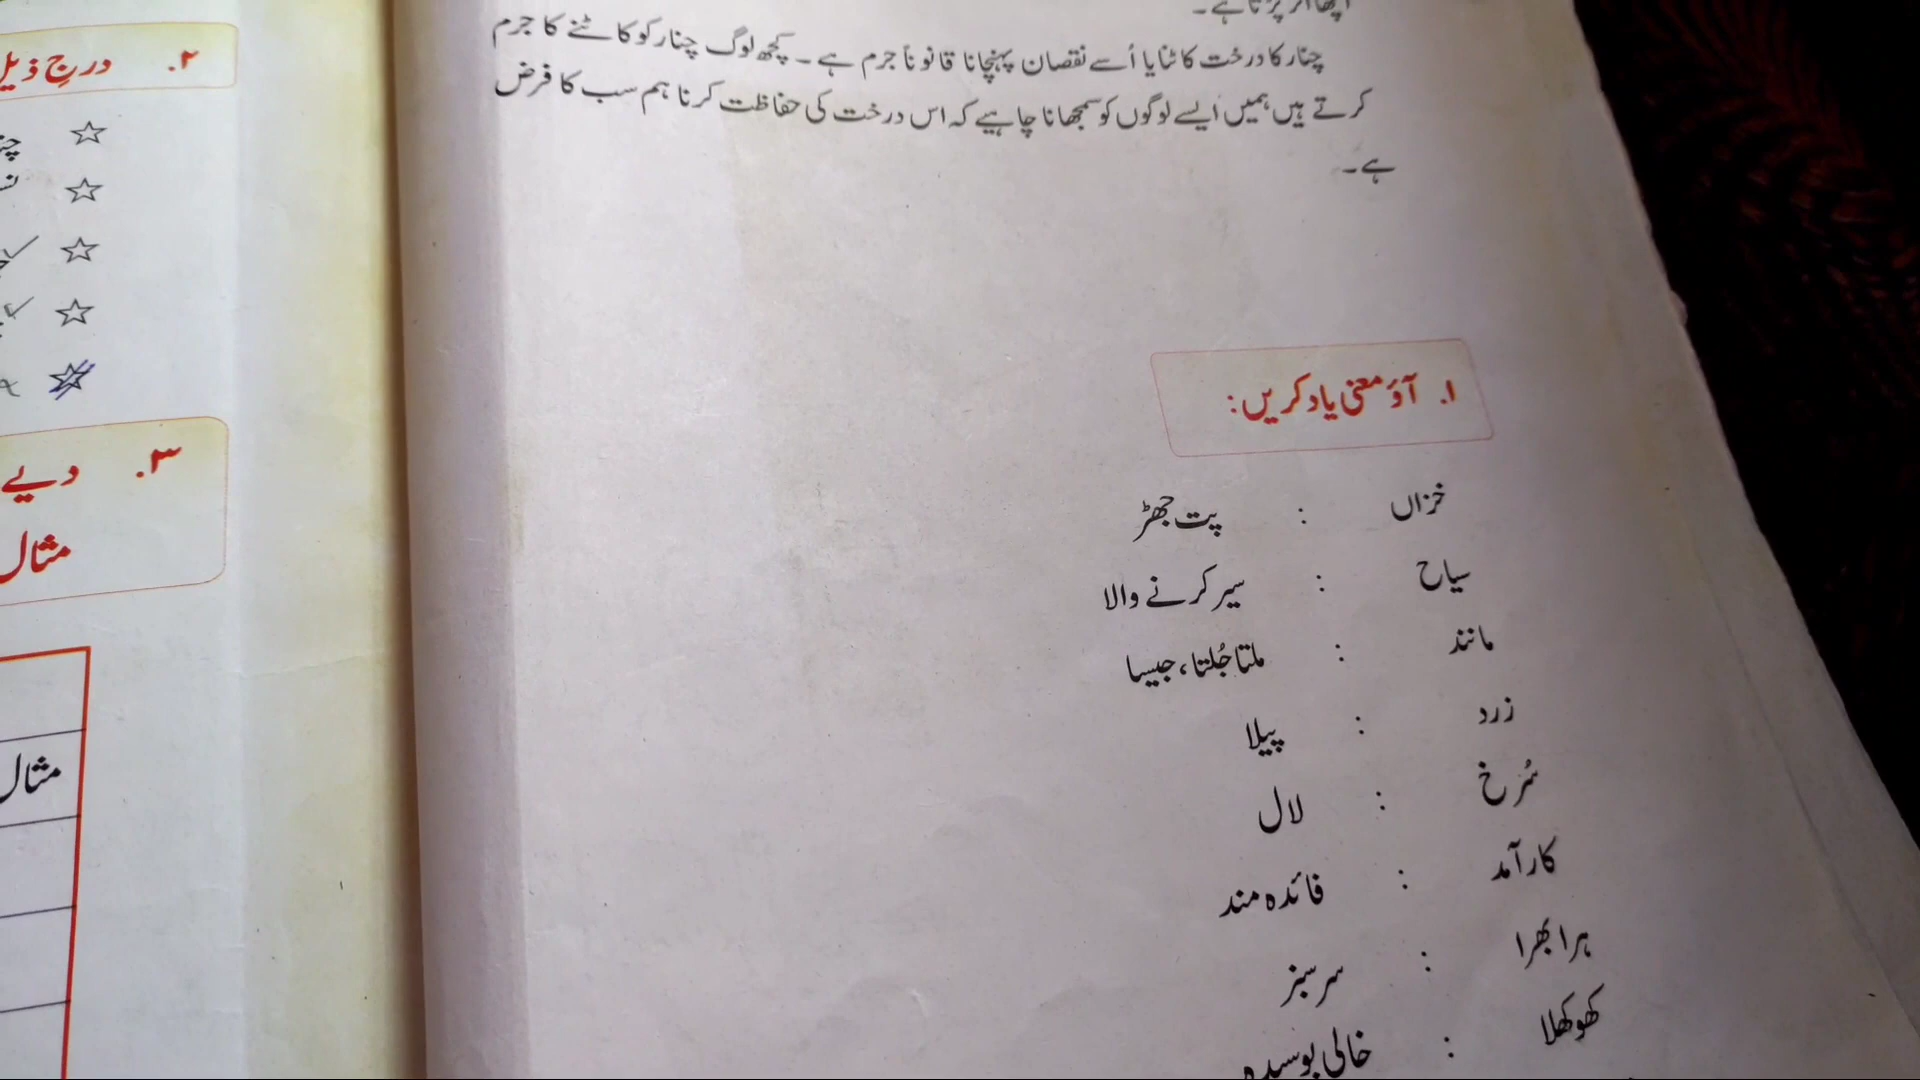 چنار کا درخت کاٹنا یا اُسے نقصان پہنچانا قانوناً جرم ہے۔ کچھ لوگ چنار کو کاٹنے کا جرم
کرتے ہیں ہمیں ایسے لوگوں کو سمجھانا چاہیے کہ اس درخت کی حفاظت کرنا ہم سب کا فرض
ہے۔
۱. آؤ معنی یاد کریں:
خزاں : پت جھڑ
سیاح : سیر کرنے والا
مانند : ملتا جُلتا، جیسا
زرد : پیلا
سُرخ : لال
کارآمد : فائدہ مند
ہرا بھرا : سرسبز
کھوکھلا : خالی بوسیدہ
۲. درج ذیل
۳. دیے
مثال
مثال